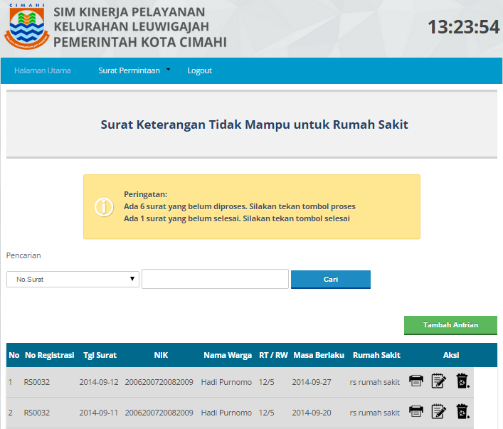 CIMAHI
SIM KINERJA PELAYANAN
KELURAHAN LEUWIGAJAH
PEMERINTAH KOTA CIMAHI
13:23:54
Halaman Utama Surat Permintaan Logout
Surat Keterangan Tidak Mampu untuk Rumah Sakit
Peringatan:
Ada 6 surat yang belum diproses. Silakan tekan tombol proses
Ada 1 surat yang belum selesai. Silakan tekan tombol selesai
Pencarian
No.Surat Cari
Tambah Antrian
No No Registrasi Tgl Surat NIK Nama Warga RT / RW Masa Berlaku Rumah Sakit Aksi
1 RS0032 2014-09-12 2006200720082009 Hadi Purnomo 12/5 2014-09-27 rs rumah sakit
2 RS0032 2014-09-11 2006200720082009 Hadi Purnomo 12/5 2014-09-20 rs rumah sakit